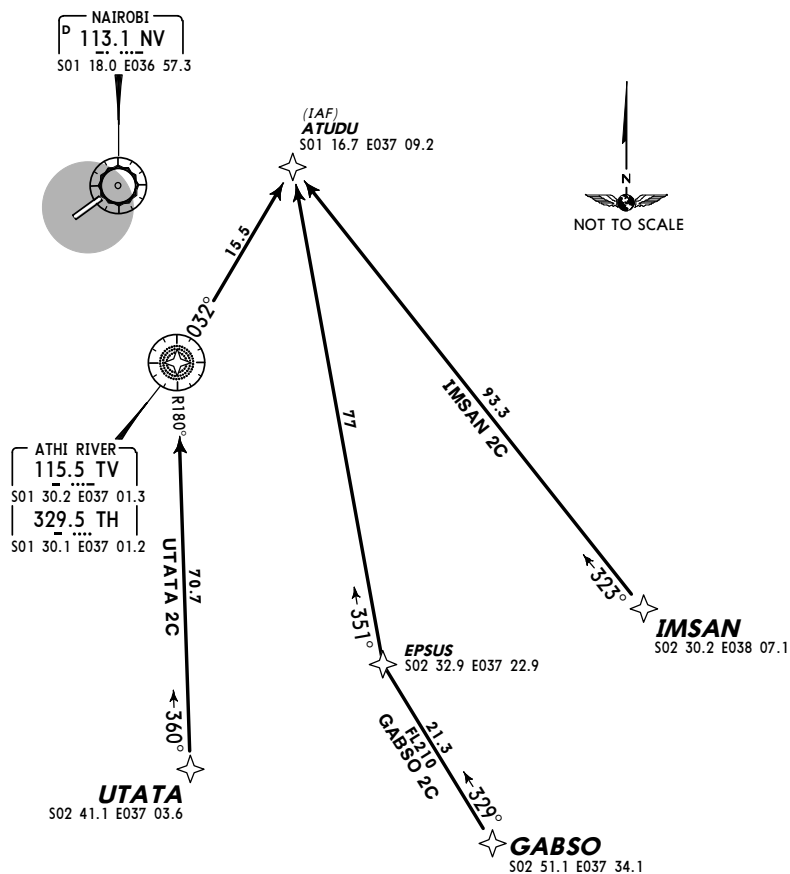 NAIROBI
D 113.1 NV
S01 18.0 E036 57.3
(IAF)
ATUDU
S01 16.7 E037 09.2
N
NOT TO SCALE
15.5
032°
R180°
ATHI RIVER
115.5 TV
S01 30.2 E037 01.3
329.5 TH
S01 30.1 E037 01.2
70.7
UTATA 2C
360°
UTATA
S02 41.1 E037 03.6
77
351°
EPSUS
S02 32.9 E037 22.9
21.3
FL210
GABSO 2C
329°
GABSO
S02 51.1 E037 34.1
93.3
IMSAN 2C
323°
IMSAN
S02 30.2 E038 07.1